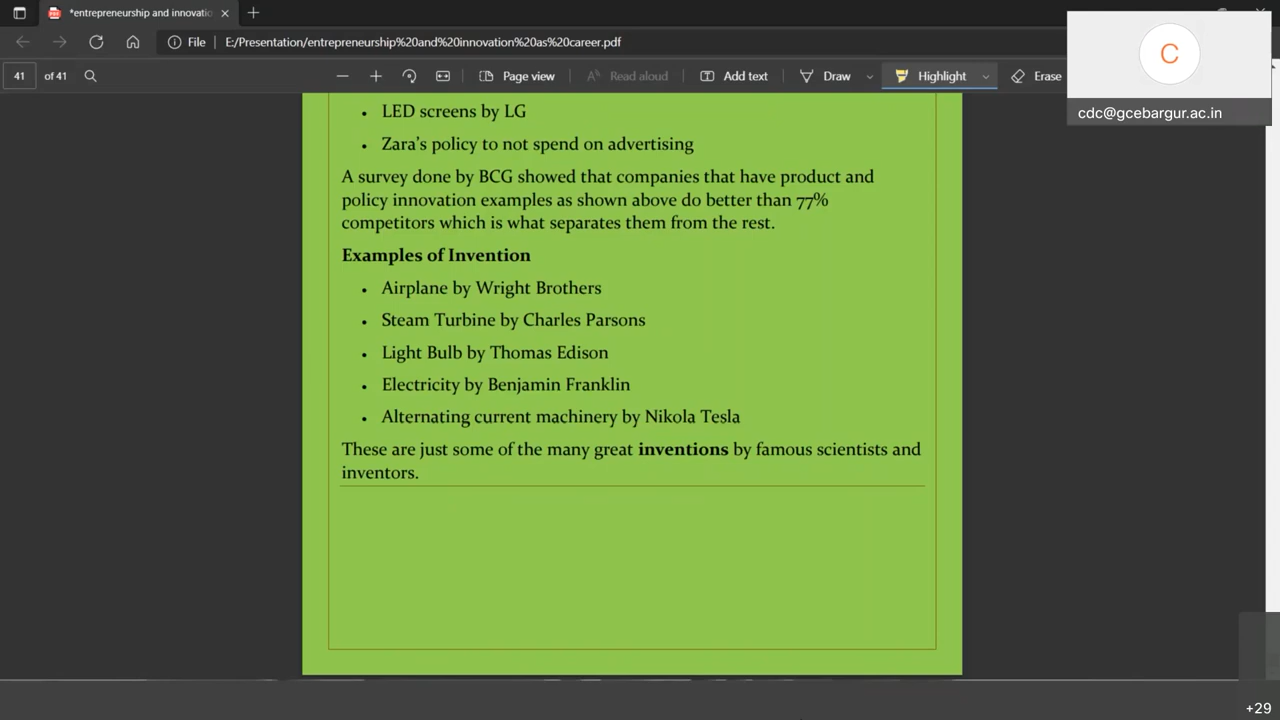 *entrepreneurship and innovatio
File
E:/Presentation/entrepreneurship%20and%20innovation%20as%20career.pdf
41 of 41
Page view
Read aloud
Add text
Draw
Highlight
Erase
C
cdc@gcebargur.ac.in
• LED screens by LG
• Zara's policy to not spend on advertising
A survey done by BCG showed that companies that have product and
policy innovation examples as shown above do better than 77%
competitors which is what separates them from the rest.
Examples of Invention
• Airplane by Wright Brothers
• Steam Turbine by Charles Parsons
• Light Bulb by Thomas Edison
• Electricity by Benjamin Franklin
• Alternating current machinery by Nikola Tesla
These are just some of the many great inventions by famous scientists and
inventors.
+29